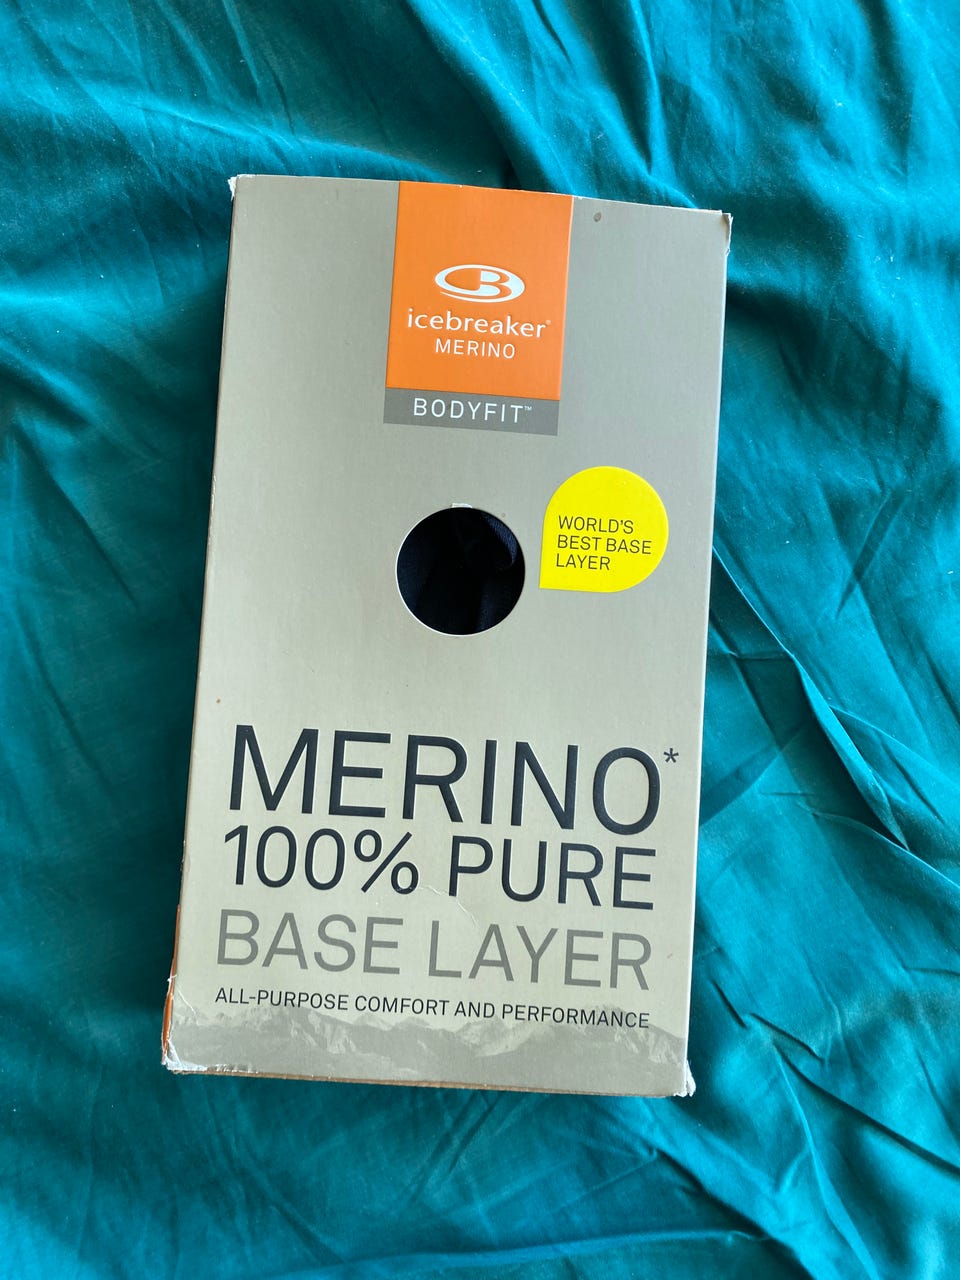 icebreaker®
MERINO
BODYFIT™
WORLD'S
BEST BASE
LAYER
MERINO*
100% PURE
BASE LAYER
ALL-PURPOSE COMFORT AND PERFORMANCE